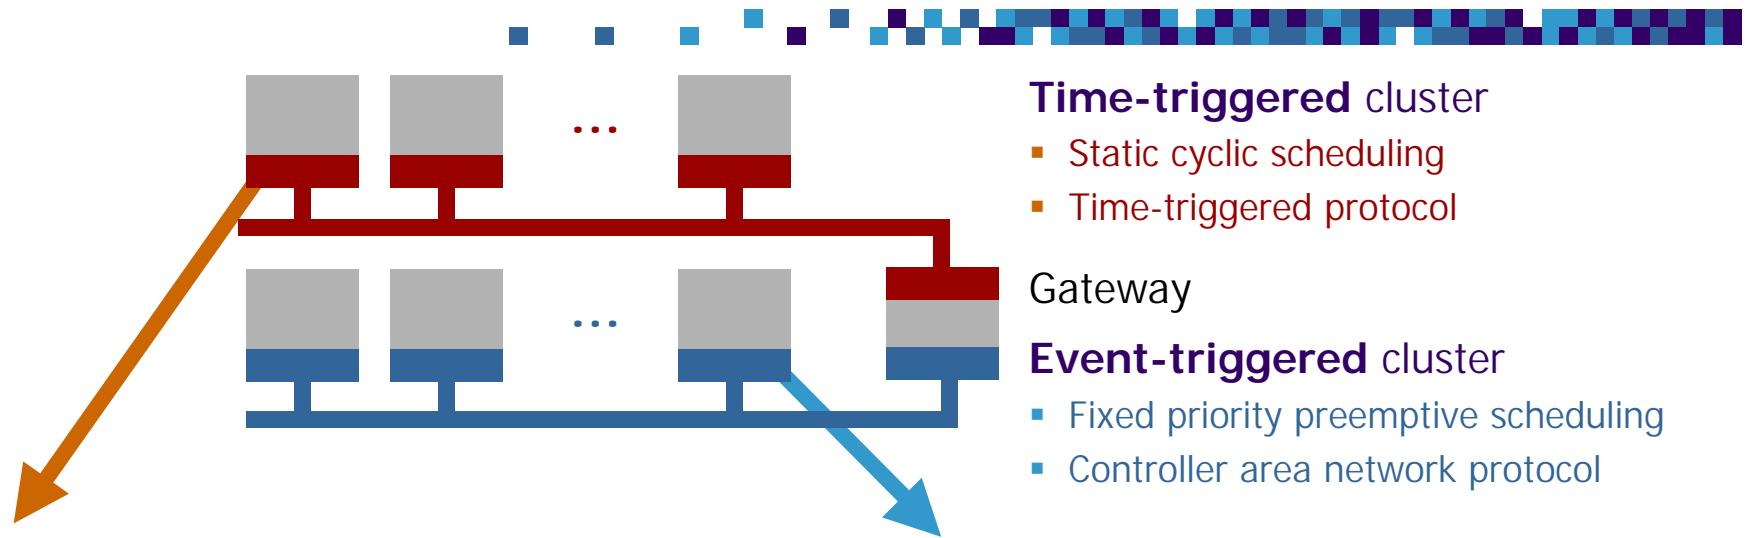 Time-triggered cluster
▪ Static cyclic scheduling
▪ Time-triggered protocol
...
Gateway
...
Event-triggered cluster
▪ Fixed priority preemptive scheduling
▪ Controller area network protocol